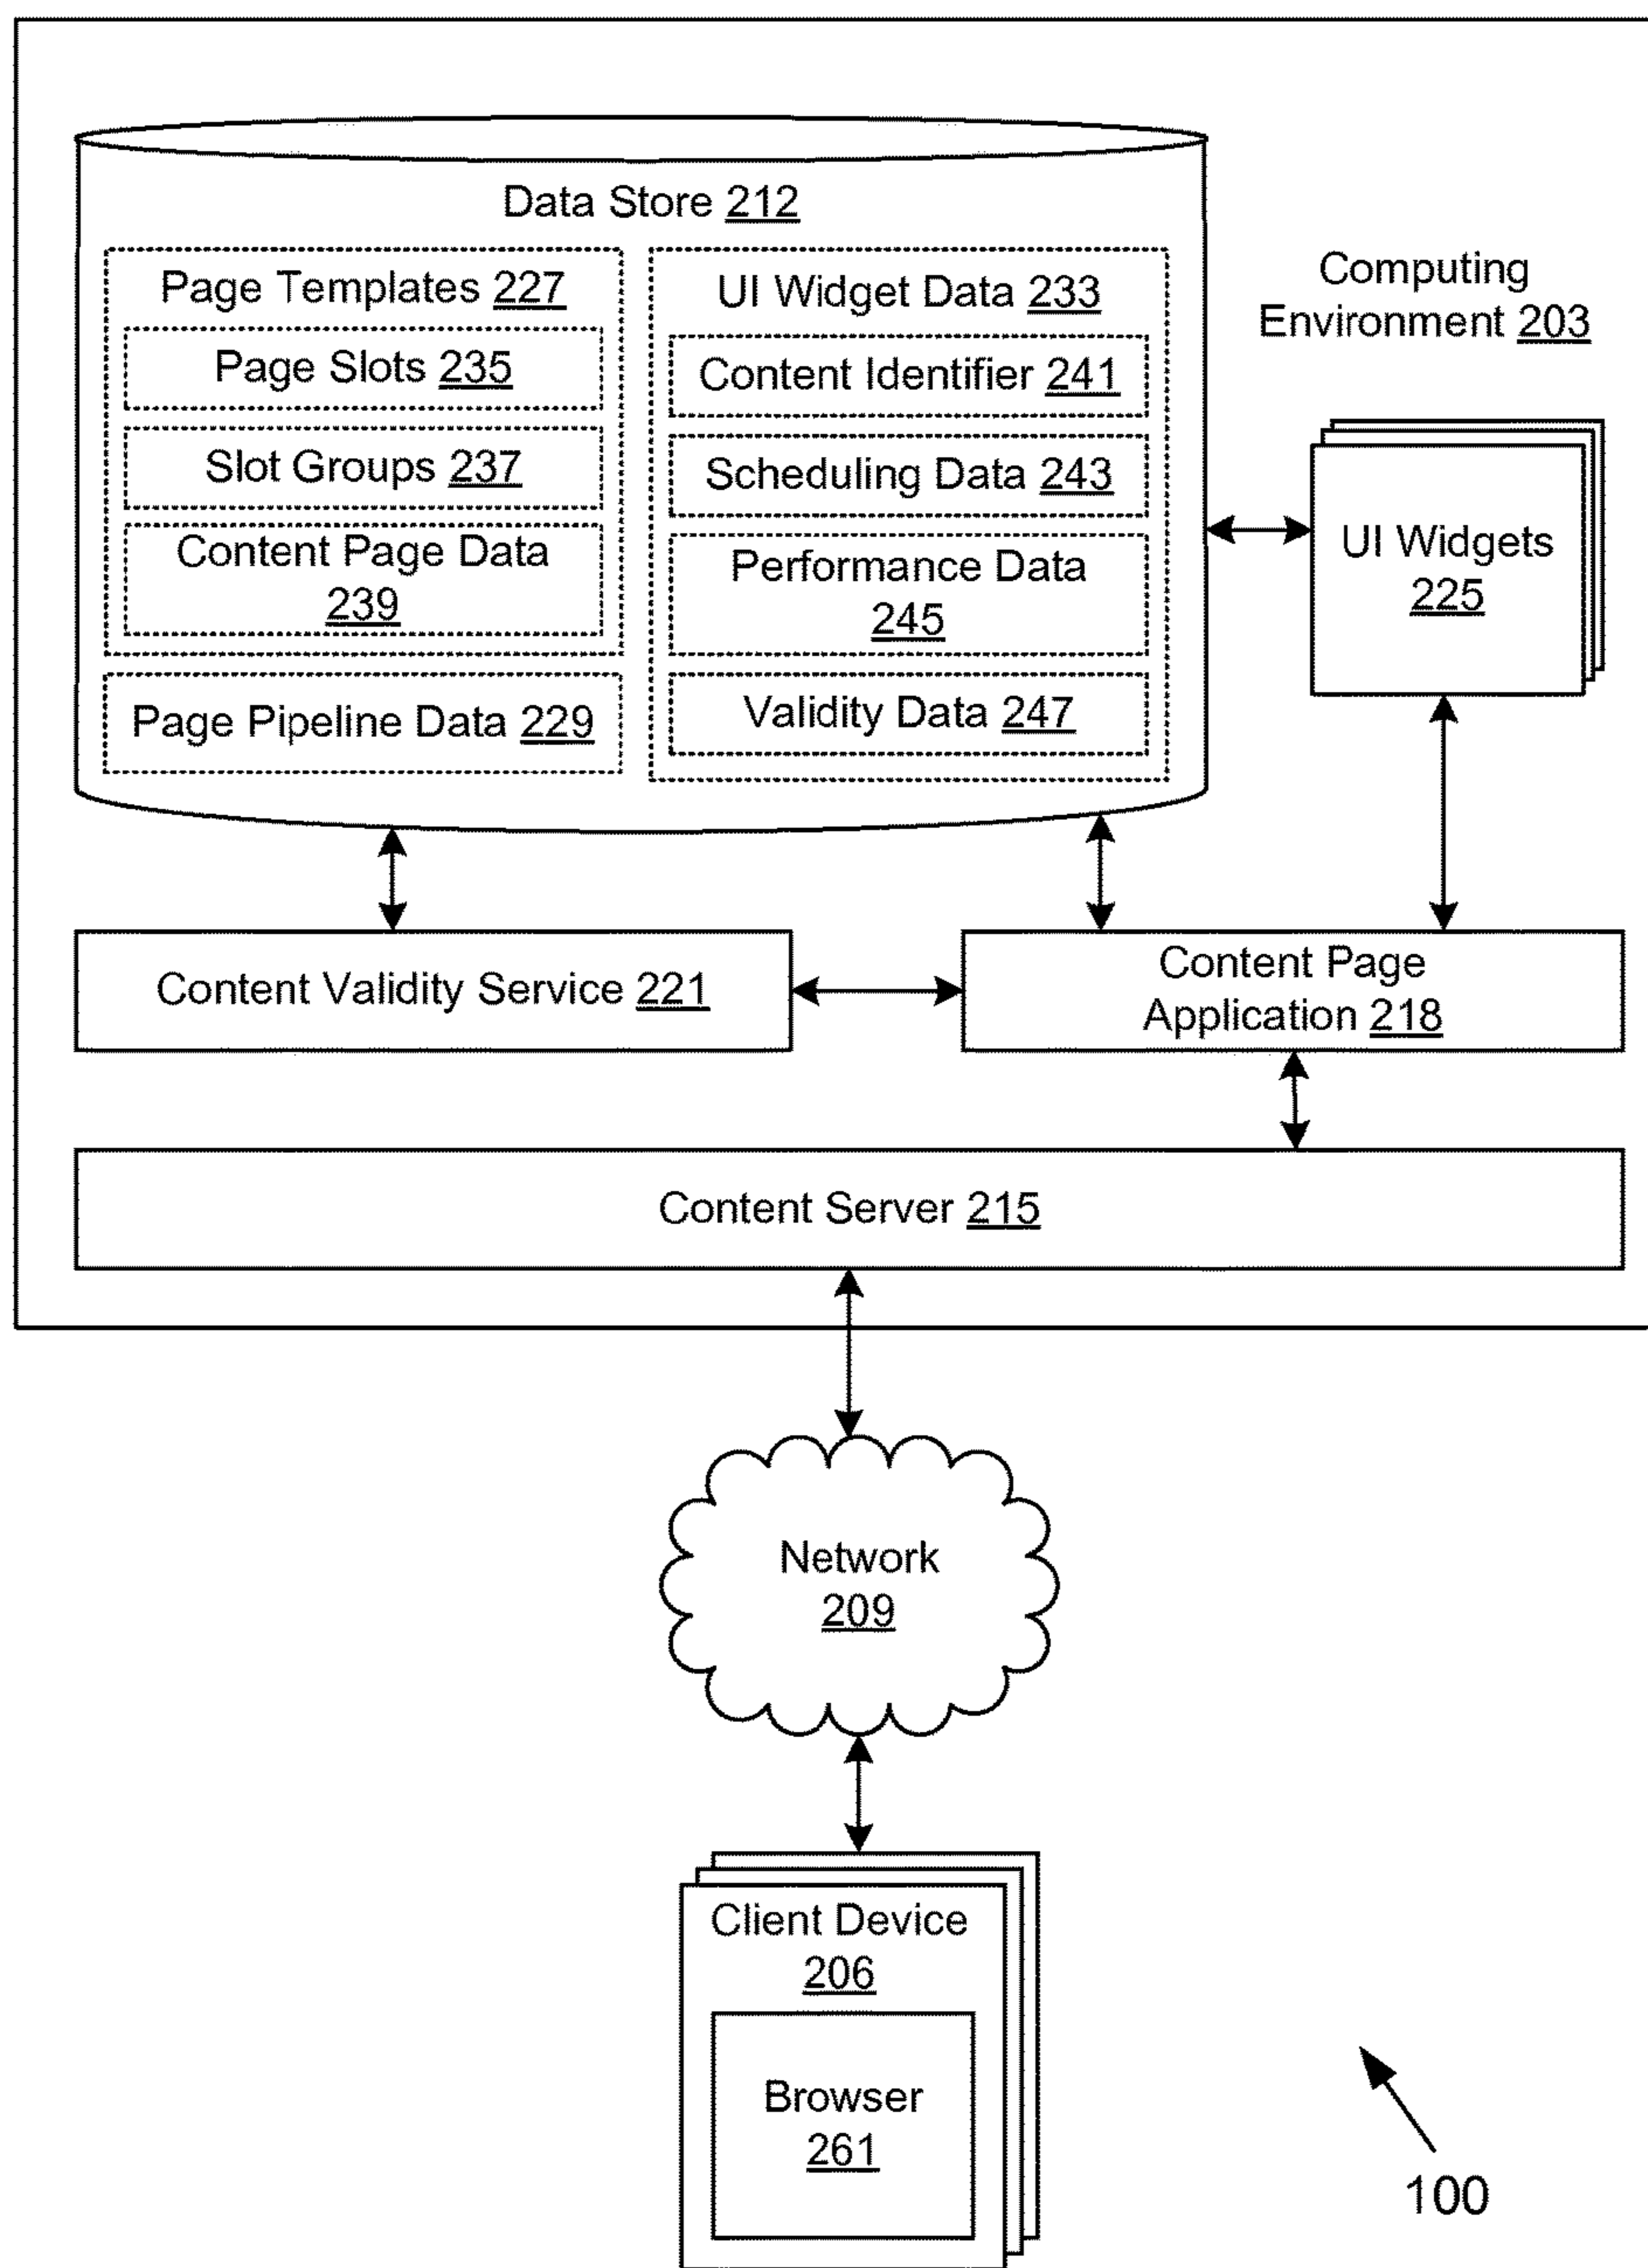 Data Store 212
Page Templates 227
Page Slots 235
Slot Groups 237
Content Page Data
239
Page Pipeline Data 229
UI Widget Data 233
Content Identifier 241
Scheduling Data 243
Performance Data
245
Validity Data 247
Computing
Environment 203
UI Widgets
225
Content Validity Service 221
Content Page
Application 218
Content Server 215
Network
209
Client Device
206
Browser
261
100